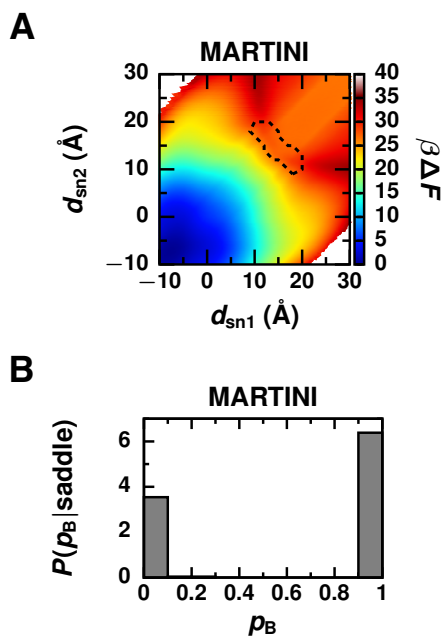 A
MARTINI
30
20
10
0
−10
d_sn2 (Å)
−10 0 10 20 30
d_sn1 (Å)
40
35
30
25
20
15
10
5
0
βΔF
B
MARTINI
6
4
2
0
P(p_B|saddle)
0 0.2 0.4 0.6 0.8 1
p_B